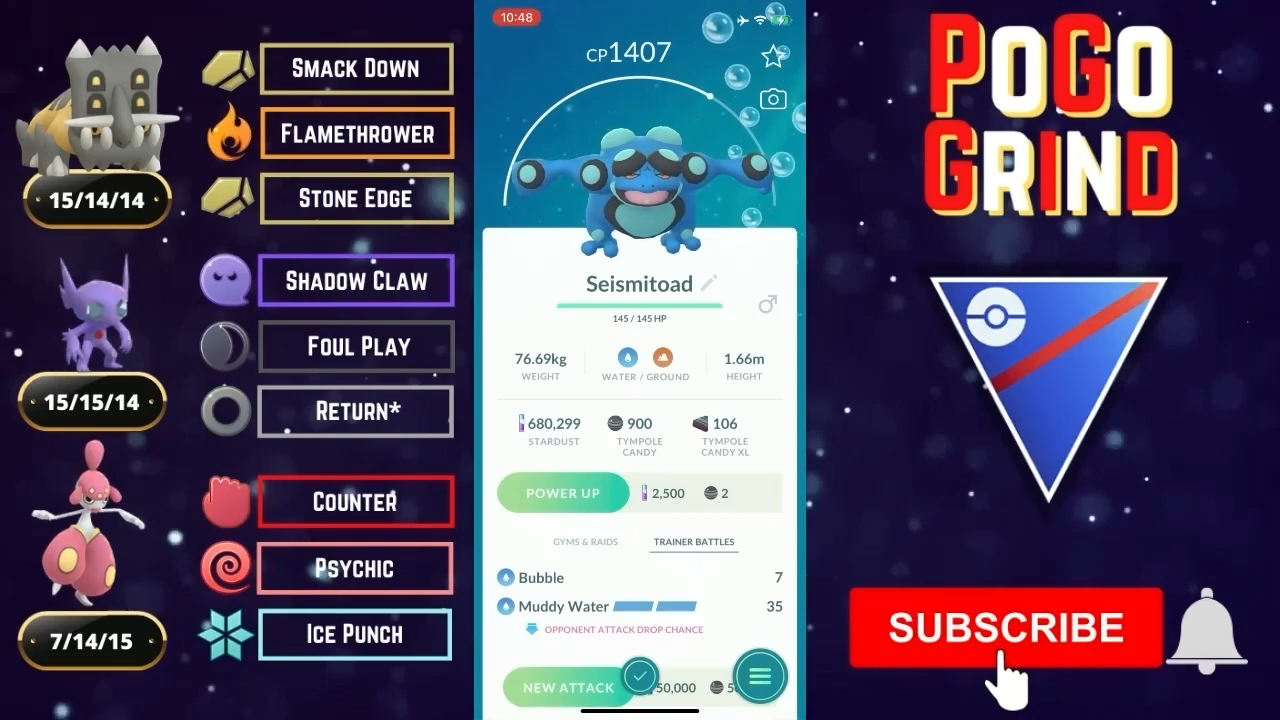 SMACK DOWN
FLAMETHROWER
15/14/14
STONE EDGE
SHADOW CLAW
FOUL PLAY
15/15/14
RETURN*
COUNTER
PSYCHIC
7/14/15
ICE PUNCH
10:48
CP1407
Seismitoad
145 / 145 HP
76.69kg
WEIGHT
WATER / GROUND
1.66m
HEIGHT
680,299
STARDUST
900
TYMPOLE
CANDY
106
TYMPOLE
CANDY XL
POWER UP 2,500 2
GYMS & RAIDS TRAINER BATTLES
Bubble 7
Muddy Water 35
OPPONENT ATTACK DROP CHANCE
NEW ATTACK 50,000
POGO
GRIND
SUBSCRIBE